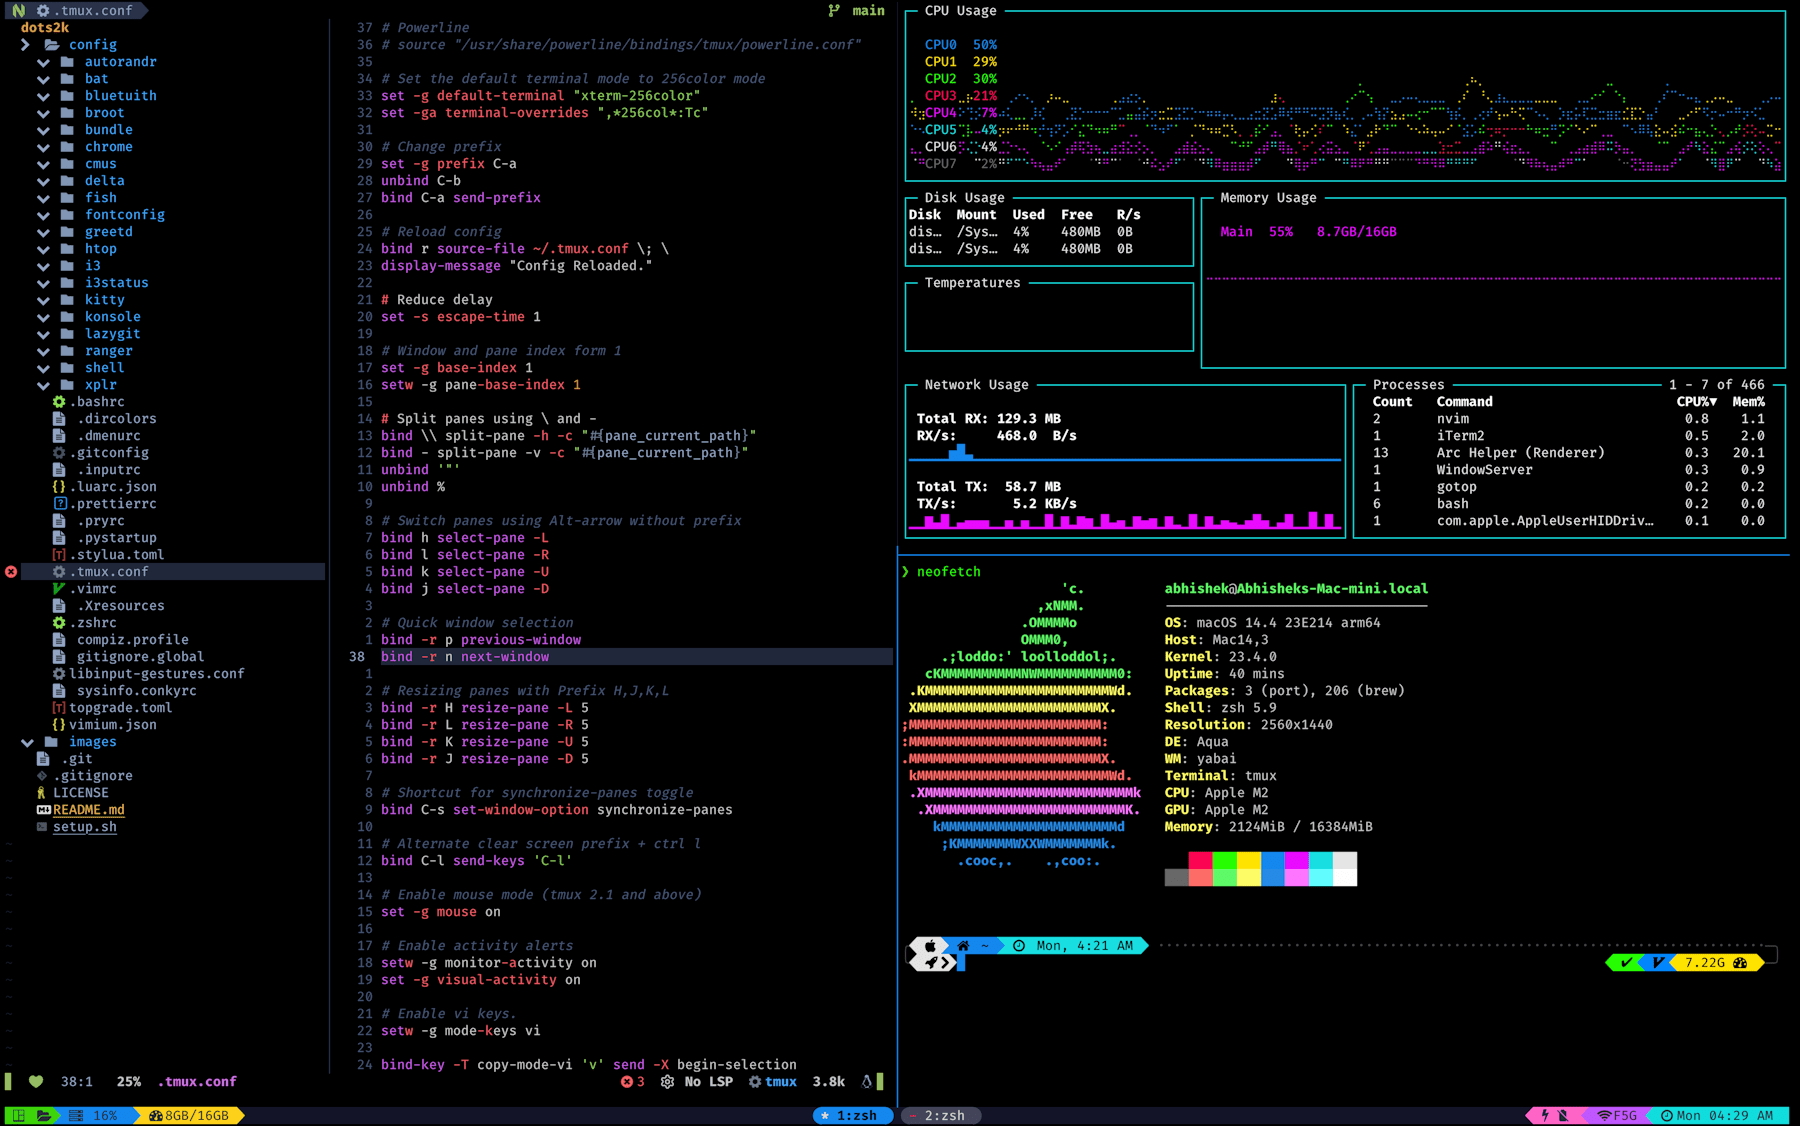 .tmux.conf
main
dots2k
config
autorandr
bat
bluetuith
broot
bundle
chrome
cmus
delta
fish
fontconfig
greetd
htop
i3
i3status
kitty
konsole
lazygit
ranger
shell
xplr
.bashrc
.dircolors
.dmenurc
.gitconfig
.inputrc
{} .luarc.json
.prettierrc
.pryrc
.pystartup
[T] .stylua.toml
.tmux.conf
.vimrc
.Xresources
.zshrc
compiz.profile
gitignore.global
libinput-gestures.conf
sysinfo.conkyrc
[T] topgrade.toml
{} vimium.json
images
.git
.gitignore
LICENSE
README.md
setup.sh
37 # Powerline
36 # source "/usr/share/powerline/bindings/tmux/powerline.conf"
35
34 # Set the default terminal mode to 256color mode
33 set -g default-terminal "xterm-256color"
32 set -ga terminal-overrides ",*256col*:Tc"
31
30 # Change prefix
29 set -g prefix C-a
28 unbind C-b
27 bind C-a send-prefix
26
25 # Reload config
24 bind r source-file ~/.tmux.conf \; \
23 display-message "Config Reloaded."
22
21 # Reduce delay
20 set -s escape-time 1
19
18 # Window and pane index form 1
17 set -g base-index 1
16 setw -g pane-base-index 1
15
14 # Split panes using \ and -
13 bind \\ split-pane -h -c "#{pane_current_path}"
12 bind - split-pane -v -c "#{pane_current_path}"
11 unbind '"'
10 unbind %
9
8 # Switch panes using Alt-arrow without prefix
7 bind h select-pane -L
6 bind l select-pane -R
5 bind k select-pane -U
4 bind j select-pane -D
3
2 # Quick window selection
1 bind -r p previous-window
38 bind -r n next-window
1
2 # Resizing panes with Prefix H,J,K,L
3 bind -r H resize-pane -L 5
4 bind -r L resize-pane -R 5
5 bind -r K resize-pane -U 5
6 bind -r J resize-pane -D 5
7
8 # Shortcut for synchronize-panes toggle
9 bind C-s set-window-option synchronize-panes
10
11 # Alternate clear screen prefix + ctrl l
12 bind C-l send-keys 'C-l'
13
14 # Enable mouse mode (tmux 2.1 and above)
15 set -g mouse on
16
17 # Enable activity alerts
18 setw -g monitor-activity on
19 set -g visual-activity on
20
21 # Enable vi keys.
22 setw -g mode-keys vi
23
24 bind-key -T copy-mode-vi 'v' send -X begin-selection
38:1 25% .tmux.conf 3 No LSP tmux 3.8k
CPU Usage
CPU0 50%
CPU1 29%
CPU2 30%
CPU3 21%
CPU4 7%
CPU5 4%
CPU6 4%
CPU7 2%
Disk Usage
Disk Mount Used Free R/s
dis… /Sys… 4% 480MB 0B
dis… /Sys… 4% 480MB 0B
Memory Usage
Main 55% 8.7GB/16GB
Temperatures
Network Usage
Total RX: 129.3 MB
RX/s: 468.0 B/s
Total TX: 58.7 MB
TX/s: 5.2 KB/s
Processes 1 - 7 of 466
Count Command CPU%▼ Mem%
2 nvim 0.8 1.1
1 iTerm2 0.5 2.0
13 Arc Helper (Renderer) 0.3 20.1
1 WindowServer 0.3 0.9
1 gotop 0.2 0.2
6 bash 0.2 0.0
1 com.apple.AppleUserHIDDriv… 0.1 0.0
❯ neofetch
'c.
,xNMM.
.OMMMMo
OMMM0,
.;loddo:' loolloddol;.
cKMMMMMMMMMMNWMMMMMMMMMM0:
.KMMMMMMMMMMMMMMMMMMMMMMMWd.
XMMMMMMMMMMMMMMMMMMMMMMMX.
;MMMMMMMMMMMMMMMMMMMMMMMM:
:MMMMMMMMMMMMMMMMMMMMMMMM:
.MMMMMMMMMMMMMMMMMMMMMMMMX.
kMMMMMMMMMMMMMMMMMMMMMMMMWd.
.XMMMMMMMMMMMMMMMMMMMMMMMMMMk
.XMMMMMMMMMMMMMMMMMMMMMMMMK.
kMMMMMMMMMMMMMMMMMMMMMMd
;KMMMMMMMWXXWMMMMMMMk.
.cooc,. .,coo:.
abhishek@Abhisheks-Mac-mini.local
OS: macOS 14.4 23E214 arm64
Host: Mac14,3
Kernel: 23.4.0
Uptime: 40 mins
Packages: 3 (port), 206 (brew)
Shell: zsh 5.9
Resolution: 2560x1440
DE: Aqua
WM: yabai
Terminal: tmux
CPU: Apple M2
GPU: Apple M2
Memory: 2124MiB / 16384MiB
~ Mon, 4:21 AM
7.22G
16% 8GB/16GB * 1:zsh - 2:zsh F5G Mon 04:29 AM